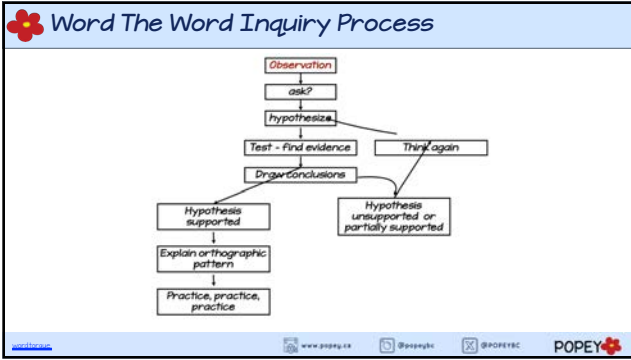 Word The Word Inquiry Process
Observation
ask?
hypothesize
Test - find evidence
Think again
Draw conclusions
Hypothesis
supported
Hypothesis
unsupported or
partially supported
Explain orthographic
pattern
Practice, practice,
practice
wordtorque
www.popey.ca
@popeybc
@POPEYBC
POPEY